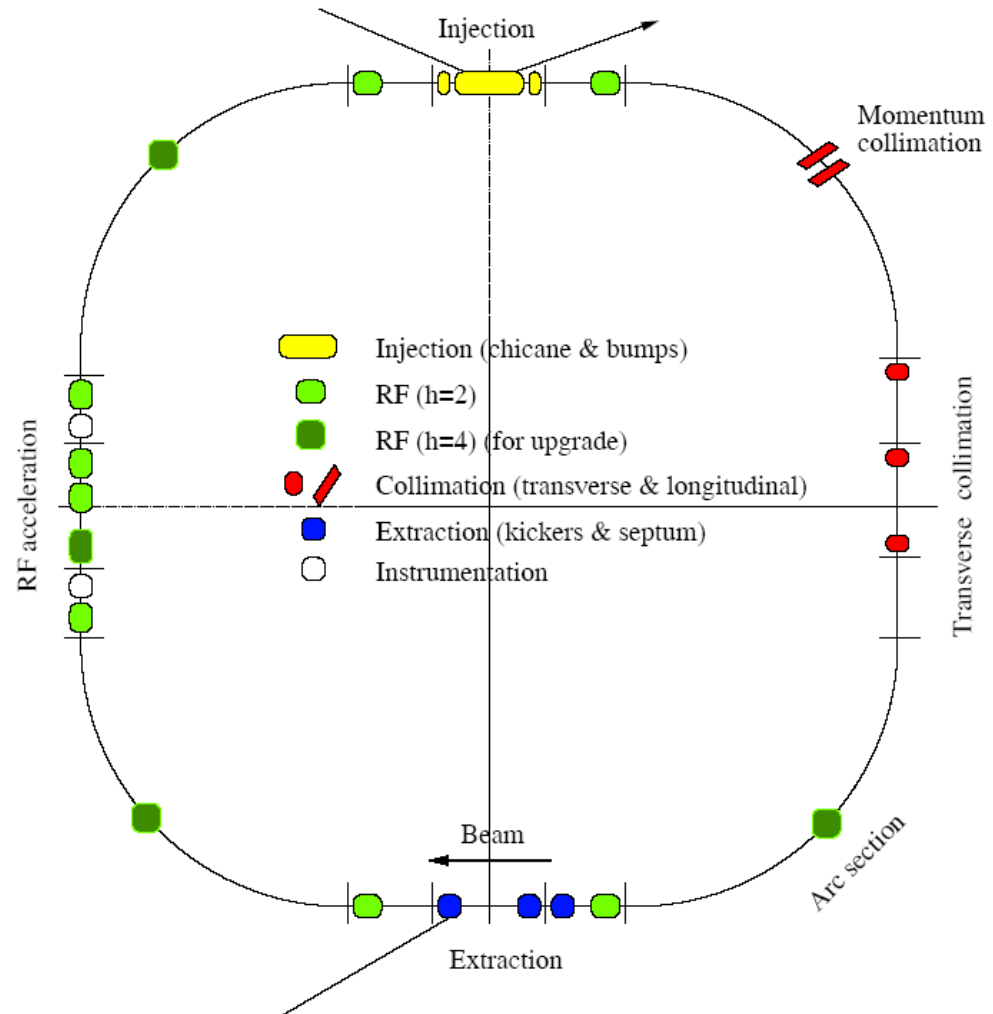 Injection
Momentum
collimation
Injection (chicane & bumps)
RF (h=2)
RF (h=4) (for upgrade)
Collimation (transverse & longitudinal)
Extraction (kickers & septum)
Instrumentation
RF acceleration
Transverse collimation
Beam
Arc section
Extraction